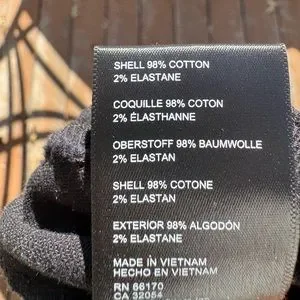 SHELL 98% COTTON
2% ELASTANE
COQUILLE 98% COTON
2% ÉLASTHANNE
OBERSTOFF 98% BAUMWOLLE
2% ELASTAN
SHELL 98% COTONE
2% ELASTAN
EXTERIOR 98% ALGODÓN
2% ELASTANE
MADE IN VIETNAM
HECHO EN VIETNAM
RN 66170
CA 32054